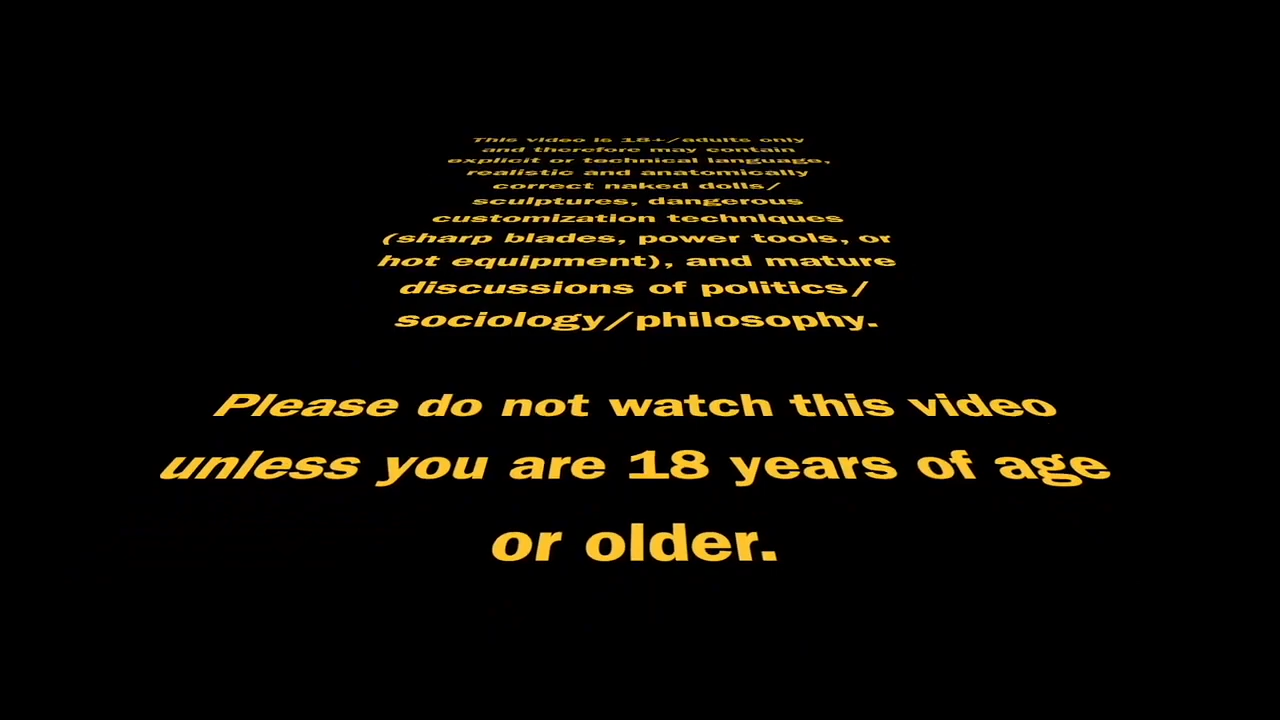 This video is 18+/adults only
and therefore may contain
explicit or technical language,
realistic and anatomically
correct naked dolls/
sculptures, dangerous
customization techniques
(sharp blades, power tools, or
hot equipment), and mature
discussions of politics/
sociology/philosophy.
Please do not watch this video
unless you are 18 years of age
or older.